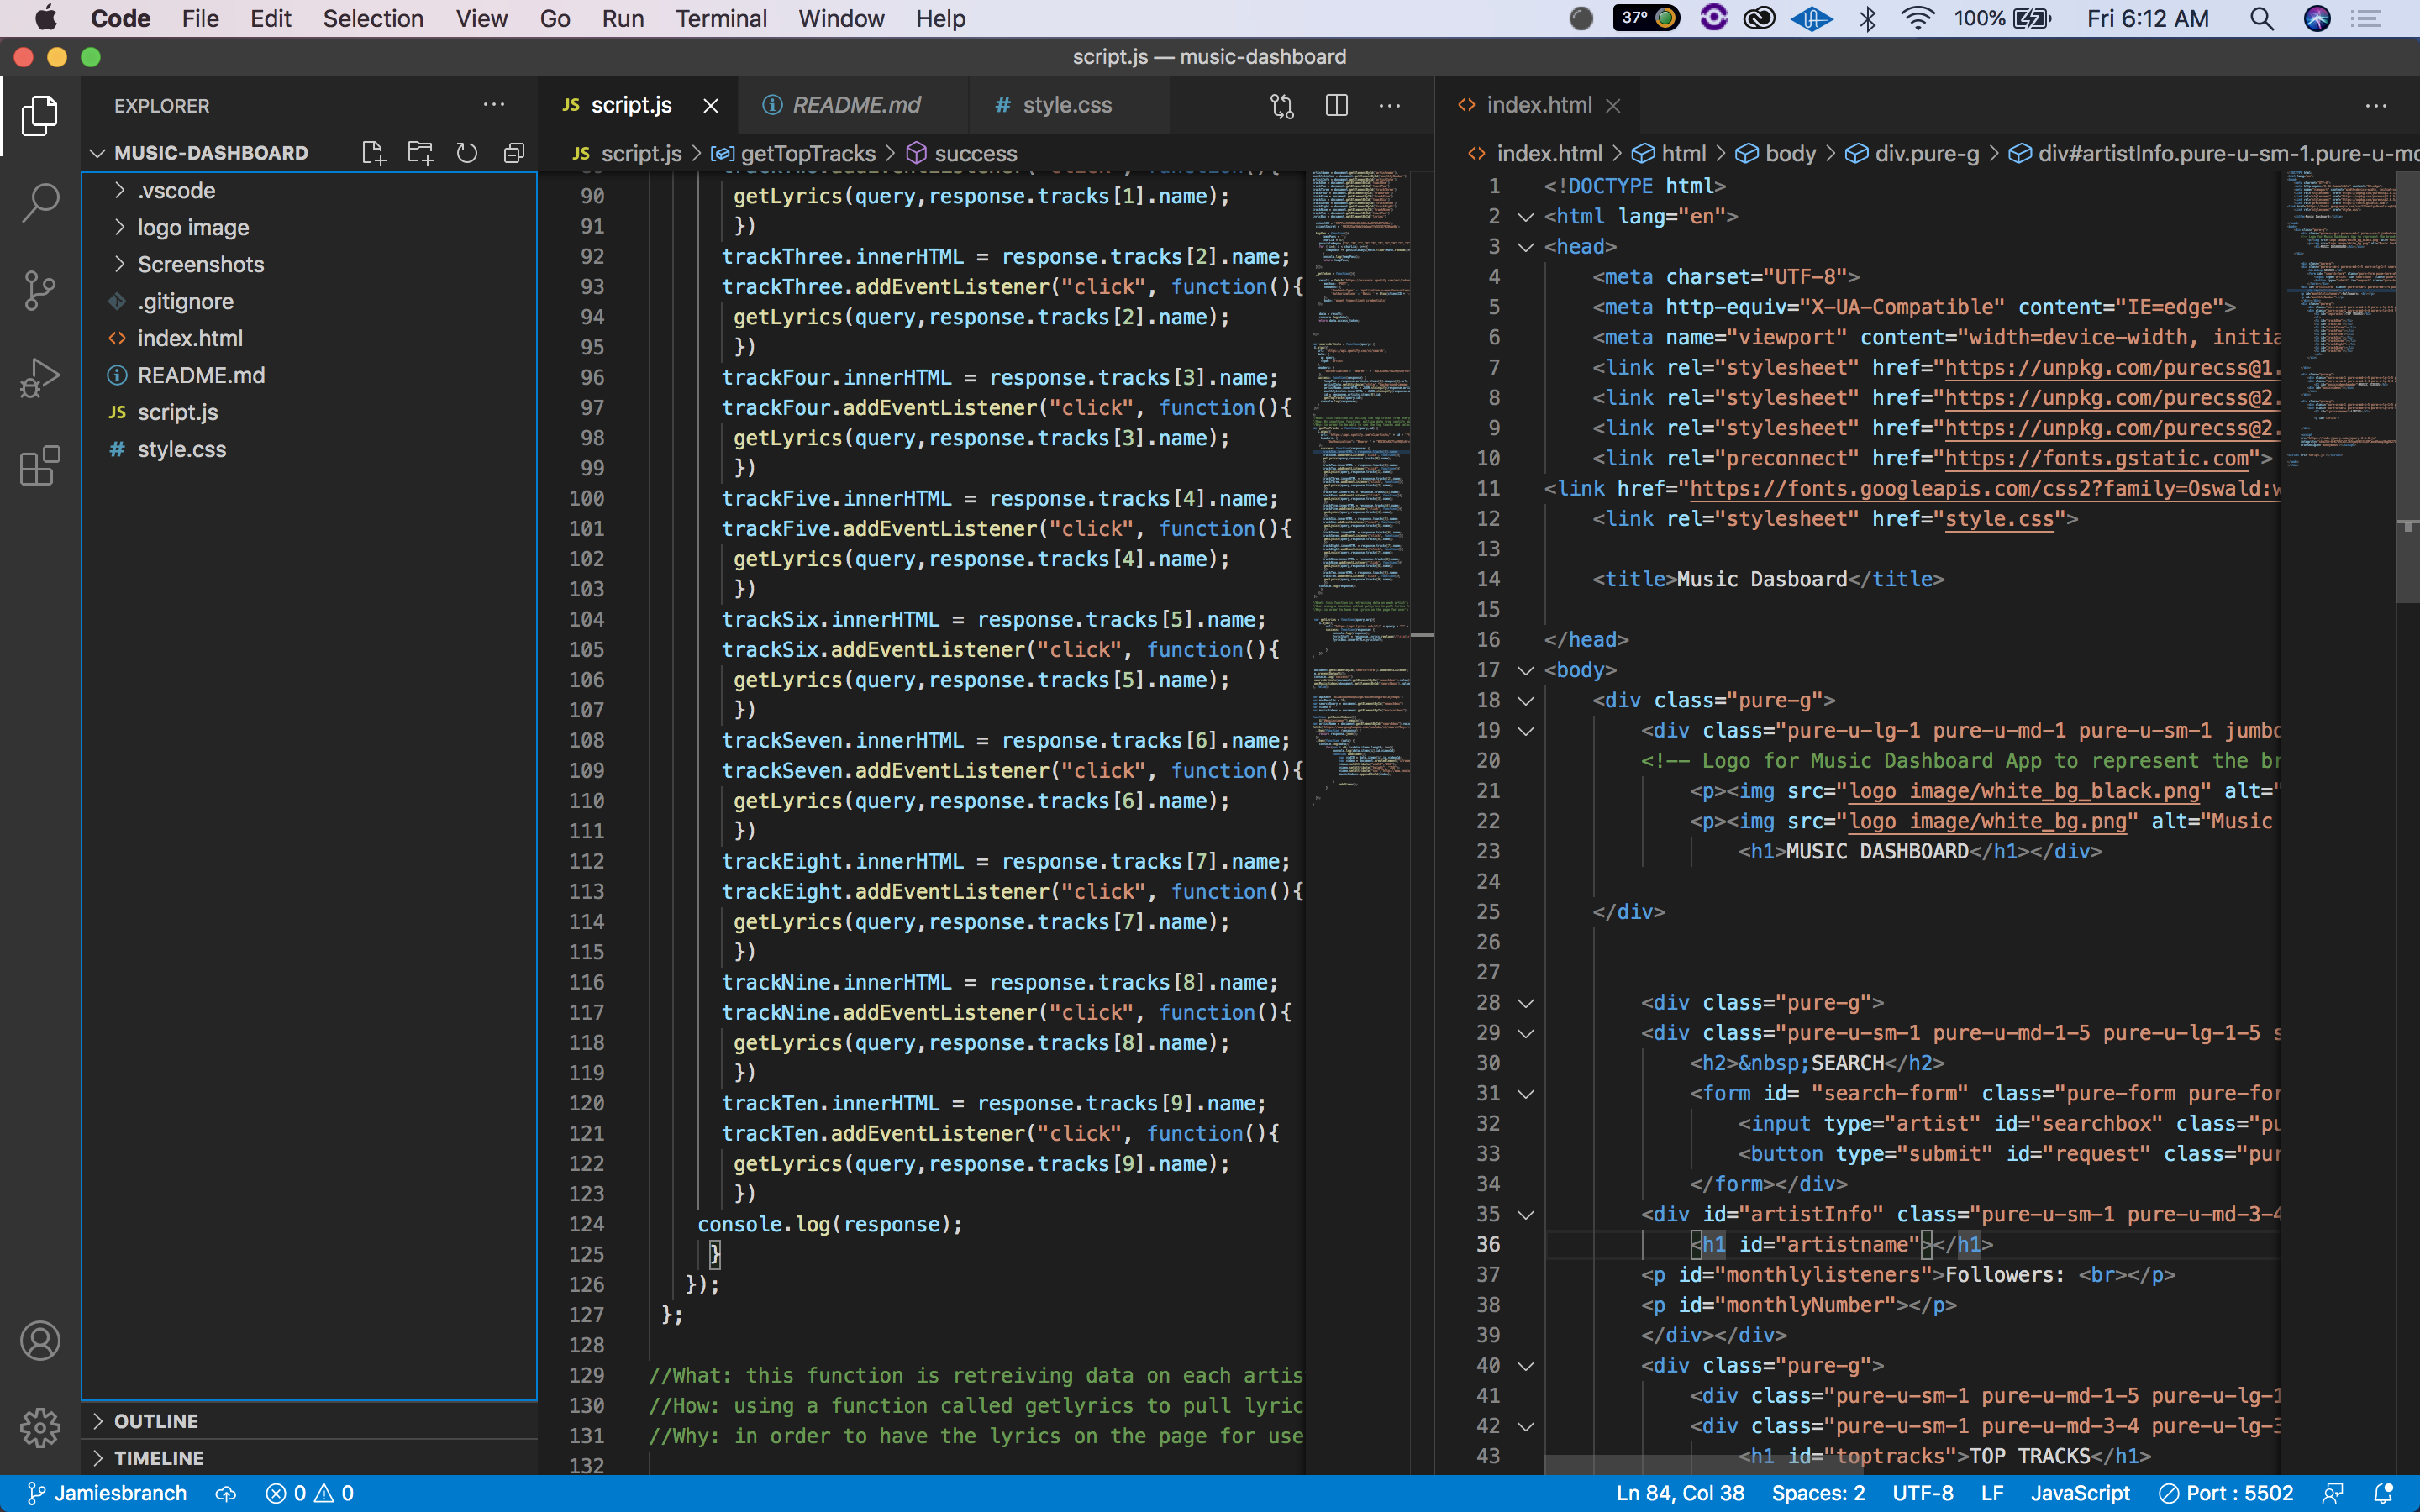 Code File Edit Selection View Go Run Terminal Window Help
37° 100% Fri 6:12 AM
script.js — music-dashboard
EXPLORER
MUSIC-DASHBOARD
.vscode
logo image
Screenshots
.gitignore
index.html
README.md
JS script.js
# style.css
OUTLINE
TIMELINE
JS script.js README.md # style.css
JS script.js > getTopTracks > success
90 getLyrics(query,response.tracks[1].name);
91 })
92 trackThree.innerHTML = response.tracks[2].name;
93 trackThree.addEventListener("click", function(){
94 getLyrics(query,response.tracks[2].name);
95 })
96 trackFour.innerHTML = response.tracks[3].name;
97 trackFour.addEventListener("click", function(){
98 getLyrics(query,response.tracks[3].name);
99 })
100 trackFive.innerHTML = response.tracks[4].name;
101 trackFive.addEventListener("click", function(){
102 getLyrics(query,response.tracks[4].name);
103 })
104 trackSix.innerHTML = response.tracks[5].name;
105 trackSix.addEventListener("click", function(){
106 getLyrics(query,response.tracks[5].name);
107 })
108 trackSeven.innerHTML = response.tracks[6].name;
109 trackSeven.addEventListener("click", function(){
110 getLyrics(query,response.tracks[6].name);
111 })
112 trackEight.innerHTML = response.tracks[7].name;
113 trackEight.addEventListener("click", function(){
114 getLyrics(query,response.tracks[7].name);
115 })
116 trackNine.innerHTML = response.tracks[8].name;
117 trackNine.addEventListener("click", function(){
118 getLyrics(query,response.tracks[8].name);
119 })
120 trackTen.innerHTML = response.tracks[9].name;
121 trackTen.addEventListener("click", function(){
122 getLyrics(query,response.tracks[9].name);
123 })
124 console.log(response);
125 }
126 });
127 };
128
129 //What: this function is retreiving data on each artis
130 //How: using a function called getlyrics to pull lyric
131 //Why: in order to have the lyrics on the page for use
132
index.html
index.html > html > body > div.pure-g > div#artistInfo.pure-u-sm-1.pure-u-md
1 <!DOCTYPE html>
2 <html lang="en">
3 <head>
4 <meta charset="UTF-8">
5 <meta http-equiv="X-UA-Compatible" content="IE=edge">
6 <meta name="viewport" content="width=device-width, initia
7 <link rel="stylesheet" href="https://unpkg.com/purecss@1.
8 <link rel="stylesheet" href="https://unpkg.com/purecss@2.
9 <link rel="stylesheet" href="https://unpkg.com/purecss@2.
10 <link rel="preconnect" href="https://fonts.gstatic.com">
11 <link href="https://fonts.googleapis.com/css2?family=Oswald:w
12 <link rel="stylesheet" href="style.css">
13
14 <title>Music Dasboard</title>
15
16 </head>
17 <body>
18 <div class="pure-g">
19 <div class="pure-u-lg-1 pure-u-md-1 pure-u-sm-1 jumbo
20 <!-- Logo for Music Dashboard App to represent the br
21 <p><img src="logo image/white_bg_black.png" alt="
22 <p><img src="logo image/white_bg.png" alt="Music
23 <h1>MUSIC DASHBOARD</h1></div>
24
25 </div>
26
27
28 <div class="pure-g">
29 <div class="pure-u-sm-1 pure-u-md-1-5 pure-u-lg-1-5 s
30 <h2>&nbsp;SEARCH</h2>
31 <form id= "search-form" class="pure-form pure-for
32 <input type="artist" id="searchbox" class="pu
33 <button type="submit" id="request" class="pur
34 </form></div>
35 <div id="artistInfo" class="pure-u-sm-1 pure-u-md-3-4
36 <h1 id="artistname"></h1>
37 <p id="monthlylisteners">Followers: <br></p>
38 <p id="monthlyNumber"></p>
39 </div></div>
40 <div class="pure-g">
41 <div class="pure-u-sm-1 pure-u-md-1-5 pure-u-lg-1
42 <div class="pure-u-sm-1 pure-u-md-3-4 pure-u-lg-3
43 <h1 id="toptracks">TOP TRACKS</h1>
Jamiesbranch 0 0 Ln 84, Col 38 Spaces: 2 UTF-8 LF JavaScript Port : 5502